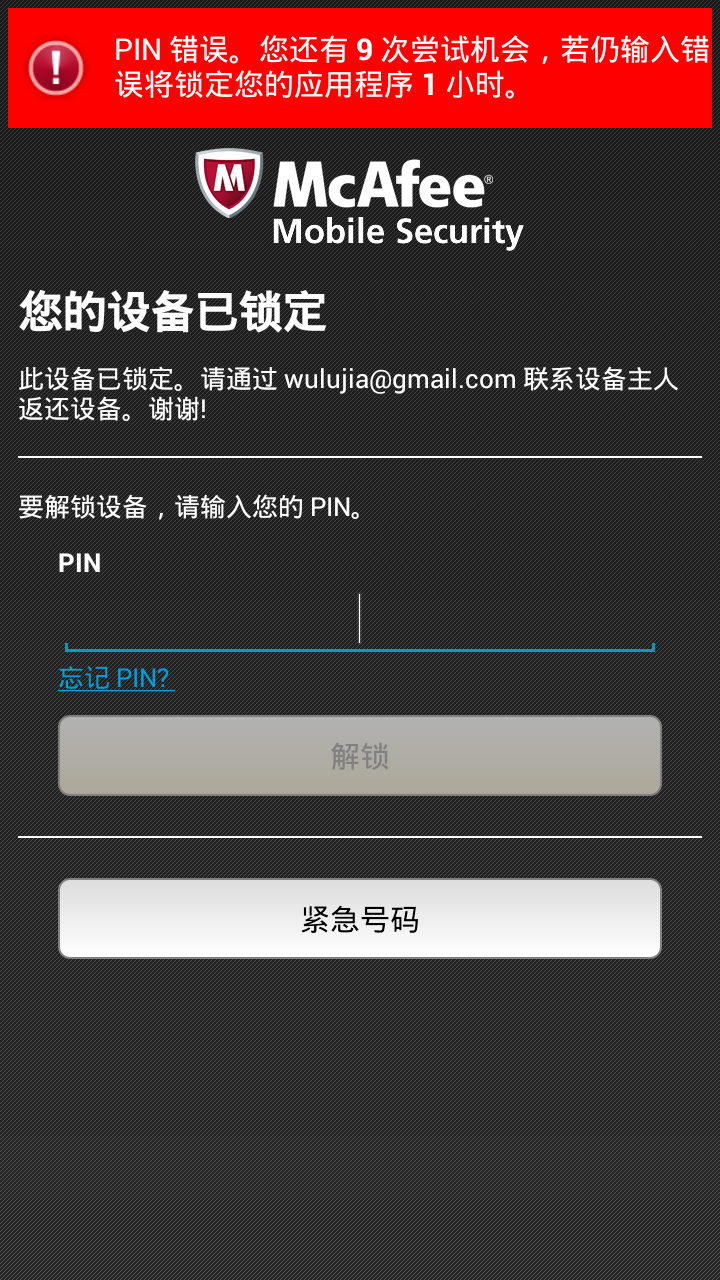 PIN 错误。您还有 9 次尝试机会，若仍输入错
误将锁定您的应用程序 1 小时。
McAfee®
Mobile Security
您的设备已锁定
此设备已锁定。请通过 wulujia@gmail.com 联系设备主人
返还设备。谢谢!
要解锁设备，请输入您的 PIN。
PIN
忘记 PIN?
解锁
紧急号码